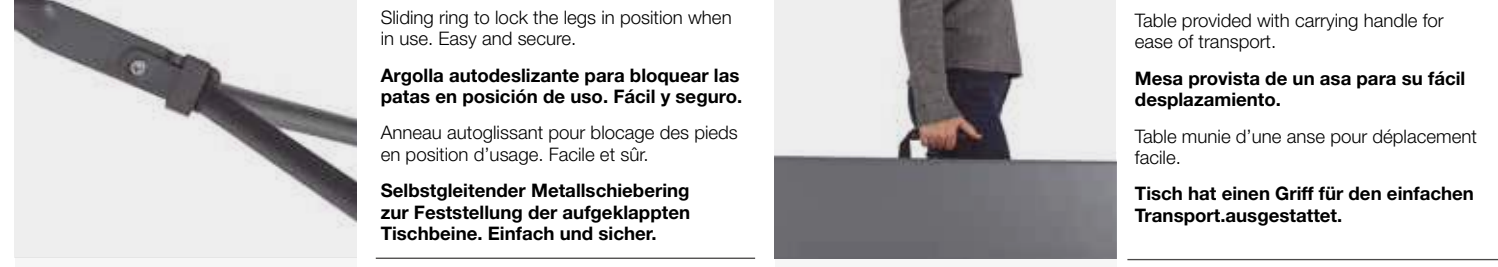 Sliding ring to lock the legs in position when
in use. Easy and secure.
Argolla autodeslizante para bloquear las
patas en posición de uso. Fácil y seguro.
Anneau autoglissant pour blocage des pieds
en position d’usage. Facile et sûr.
Selbstgleitender Metallschiebering
zur Feststellung der aufgeklappten
Tischbeine. Einfach und sicher.
Table provided with carrying handle for
ease of transport.
Mesa provista de un asa para su fácil
desplazamiento.
Table munie d’une anse pour déplacement
facile.
Tisch hat einen Griff für den einfachen
Transport.ausgestattet.